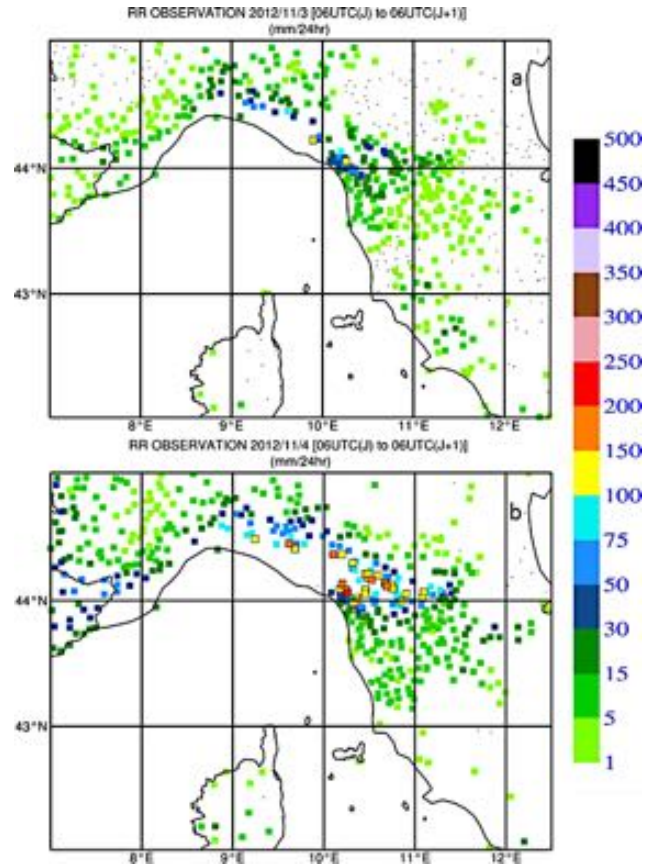 RR OBSERVATION 2012/11/3 [06UTC(J) to 06UTC(J+1)]
(mm/24hr)
a
44°N
43°N
8°E 9°E 10°E 11°E 12°E
RR OBSERVATION 2012/11/4 [06UTC(J) to 06UTC(J+1)]
(mm/24hr)
b
44°N
43°N
8°E 9°E 10°E 11°E 12°E
500
450
400
350
300
250
200
150
100
75
50
30
15
5
1